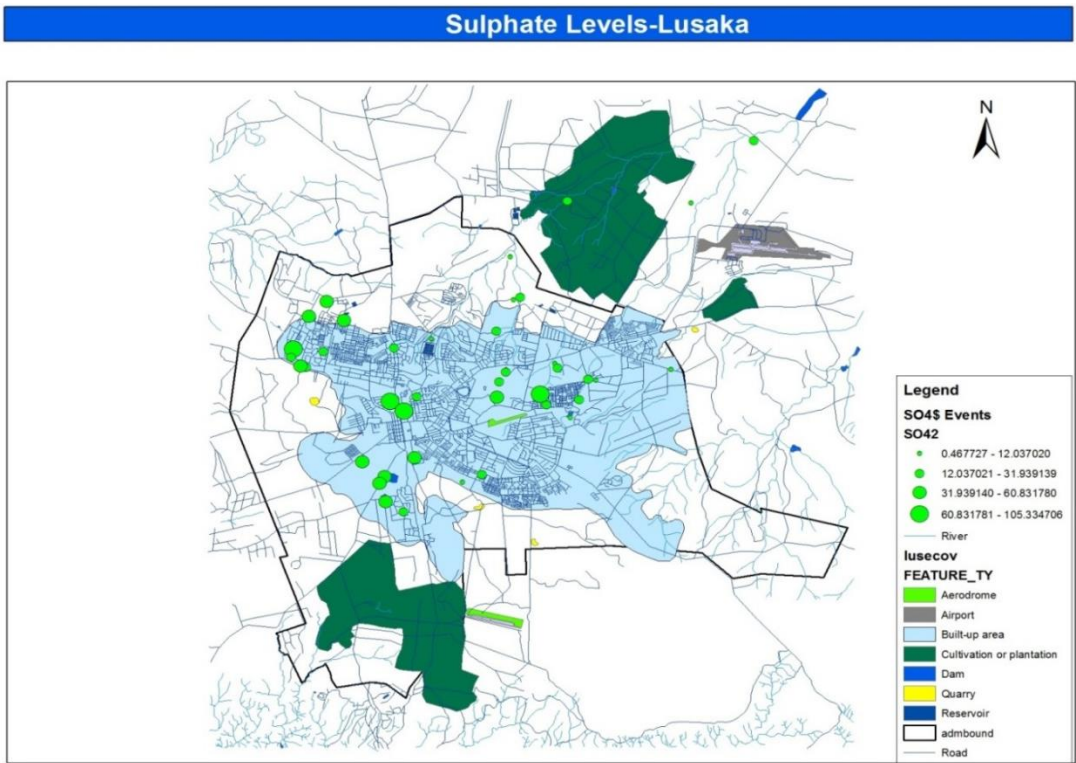 Sulphate Levels-Lusaka
N
Legend
SO4$ Events
SO42
0.467727 - 12.037020
12.037021 - 31.939139
31.939140 - 60.831780
60.831781 - 105.334706
River
lusecov
FEATURE_TY
Aerodrome
Airport
Built-up area
Cultivation or plantation
Dam
Quarry
Reservoir
admbound
Road